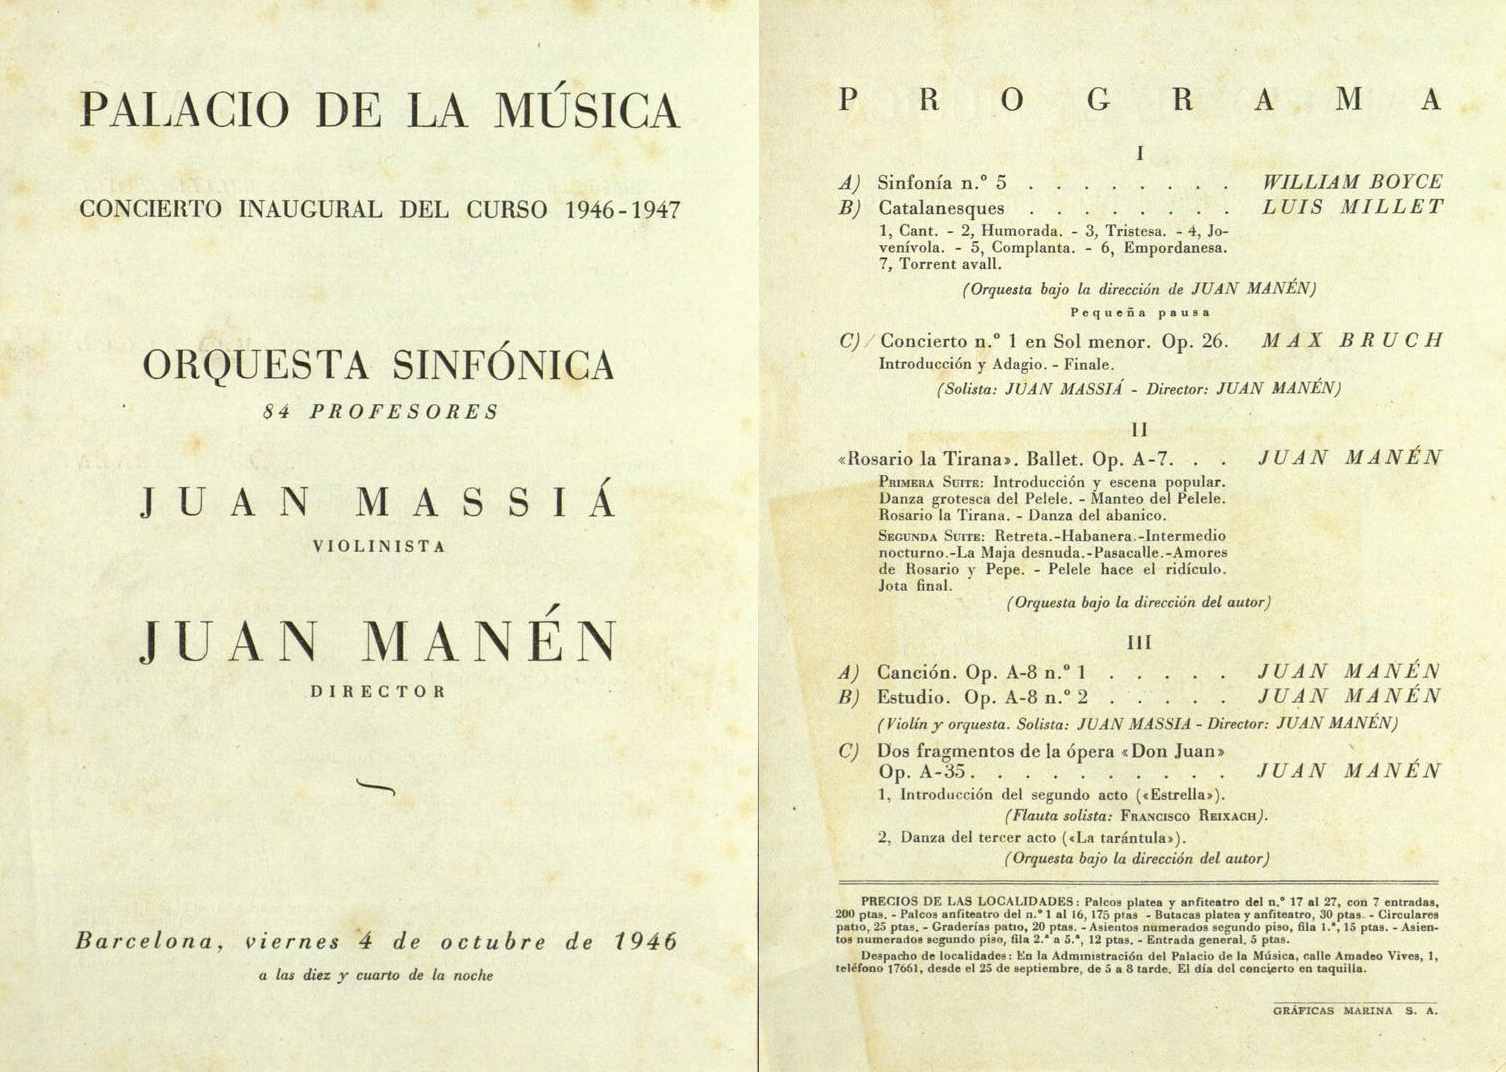 PALACIO DE LA MÚSICA
CONCIERTO INAUGURAL DEL CURSO 1946-1947
ORQUESTA SINFÓNICA
84 PROFESORES
JUAN MASSIÁ
VIOLINISTA
JUAN MANÉN
DIRECTOR
Barcelona, viernes 4 de octubre de 1946
a las diez y cuarto de la noche
PROGRAMA
I
A) Sinfonía n.º 5 . . . . . . . . WILLIAM BOYCE
B) Catalanesques . . . . . . . . LUIS MILLET
1, Cant. - 2, Humorada. - 3, Tristesa. - 4, Jo-
venívola. - 5, Complanta. - 6, Empordanesa.
7, Torrent avall.
(Orquesta bajo la dirección de JUAN MANÉN)
Pequeña pausa
C) Concierto n.º 1 en Sol menor. Op. 26. MAX BRUCH
Introducción y Adagio. - Finale.
(Solista: JUAN MASSIÁ - Director: JUAN MANÉN)
II
«Rosario la Tirana». Ballet. Op. A-7. . . JUAN MANÉN
PRIMERA SUITE: Introducción y escena popular.
Danza grotesca del Pelele. - Manteo del Pelele.
Rosario la Tirana. - Danza del abanico.
SEGUNDA SUITE: Retreta.-Habanera.-Intermedio
nocturno.-La Maja desnuda.-Pasacalle.-Amores
de Rosario y Pepe. - Pelele hace el ridículo.
Jota final.
(Orquesta bajo la dirección del autor)
III
A) Canción. Op. A-8 n.º 1 . . . . . JUAN MANÉN
B) Estudio. Op. A-8 n.º 2 . . . . . JUAN MANÉN
(Violín y orquesta. Solista: JUAN MASSIA - Director: JUAN MANÉN)
C) Dos fragmentos de la ópera «Don Juan»
Op. A-35. . . . . . . . . . JUAN MANÉN
1, Introducción del segundo acto («Estrella»).
(Flauta solista: FRANCISCO REIXACH).
2, Danza del tercer acto («La tarántula»).
(Orquesta bajo la dirección del autor)
PRECIOS DE LAS LOCALIDADES: Palcos platea y anfiteatro del n.º 17 al 27, con 7 entradas,
200 ptas. - Palcos anfiteatro del n.º 1 al 16, 175 ptas - Butacas platea y anfiteatro, 30 ptas. - Circulares
patio, 25 ptas. - Graderías patio, 20 ptas. - Asientos numerados segundo piso, fila 1.ª, 15 ptas. - Asien-
tos numerados segundo piso, fila 2.ª a 5.ª, 12 ptas. - Entrada general, 5 ptas.
Despacho de localidades: En la Administración del Palacio de la Música, calle Amadeo Vives, 1,
teléfono 17661, desde el 25 de septiembre, de 5 a 8 tarde. El día del concierto en taquilla.
GRÁFICAS MARINA S. A.